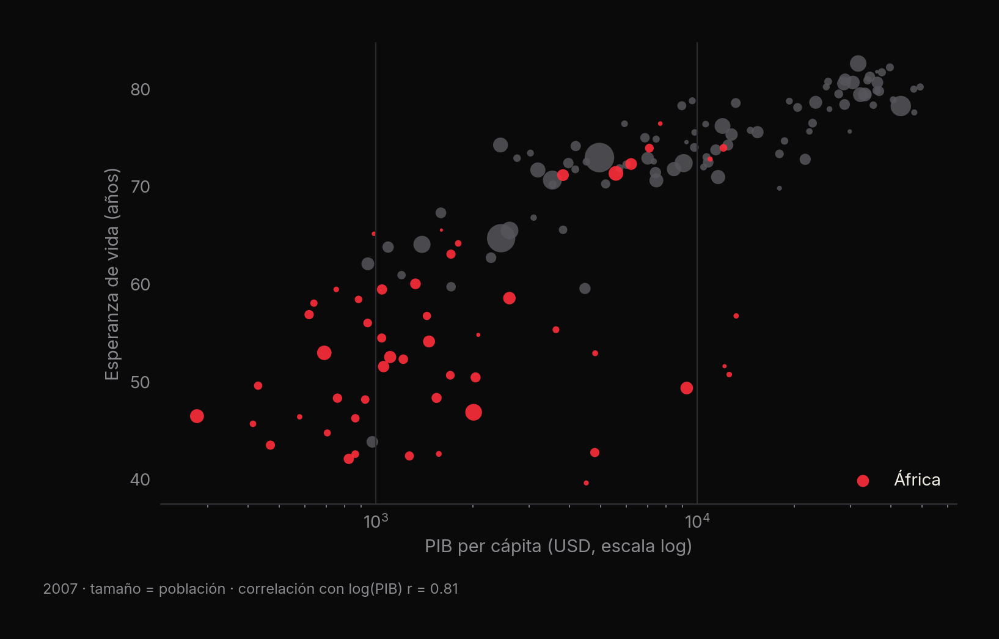 80
70
60
50
40
Esperanza de vida (años)
10³
10⁴
PIB per cápita (USD, escala log)
África
2007 · tamaño = población · correlación con log(PIB) r = 0.81